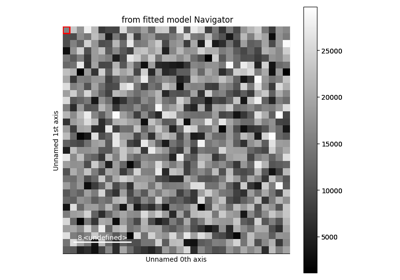 from fitted model Navigator
25000
20000
15000
10000
5000
Unnamed 1st axis
8 <undefined>
Unnamed 0th axis